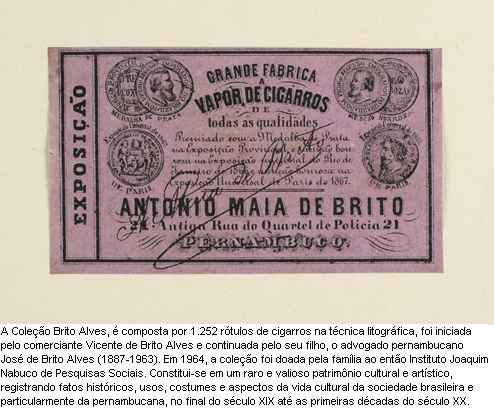 EXPOSIÇÃO
GRANDE FABRICA
A
VAPOR, DE CIGARROS
DE
todas as qualidades
MEDALHA DE PRATA
DE PARIS
DE PARIS
Premiado com a Medalha de Prata
na Exposição Provincial, e menção hon
rosa na Exposição nacional do Rio de
Janeiro de menção honrosa na
Exposição Universal de Paris de 1867.
ANTONIO MAIA DE BRITO
21 Antiga Rua do Quartel de Policia 21
PERNAMBUCO.
A Coleção Brito Alves, é composta por 1.252 rótulos de cigarros na técnica litográfica, foi iniciada
pelo comerciante Vicente de Brito Alves e continuada pelo seu filho, o advogado pernambucano
José de Brito Alves (1887-1963). Em 1964, a coleção foi doada pela família ao então Instituto Joaquim
Nabuco de Pesquisas Sociais. Constitui-se em um raro e valioso patrimônio cultural e artístico,
registrando fatos históricos, usos, costumes e aspectos da vida cultural da sociedade brasileira e
particularmente da pernambucana, no final do século XIX até as primeiras décadas do século XX.